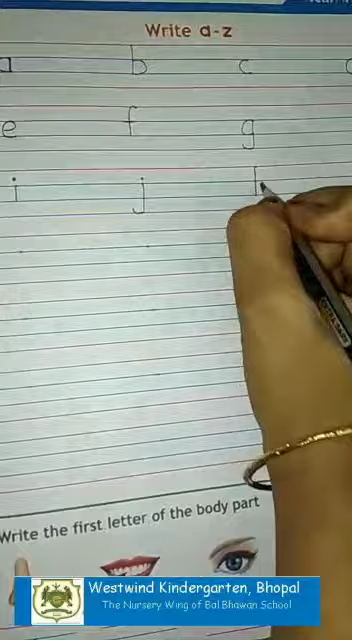 Write a-z
a b c
e f g
i j
Write the first letter of the body part
Westwind Kindergarten, Bhopal
The Nursery Wing of Bal Bhawan School